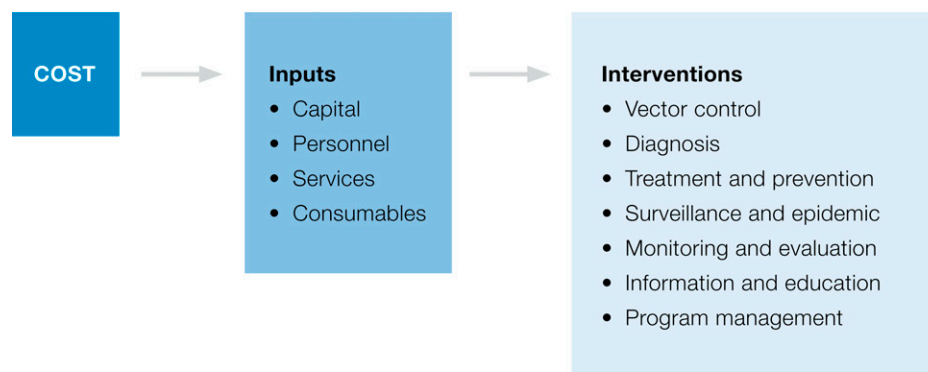 COST
Inputs
• Capital
• Personnel
• Services
• Consumables
Interventions
• Vector control
• Diagnosis
• Treatment and prevention
• Surveillance and epidemic
• Monitoring and evaluation
• Information and education
• Program management